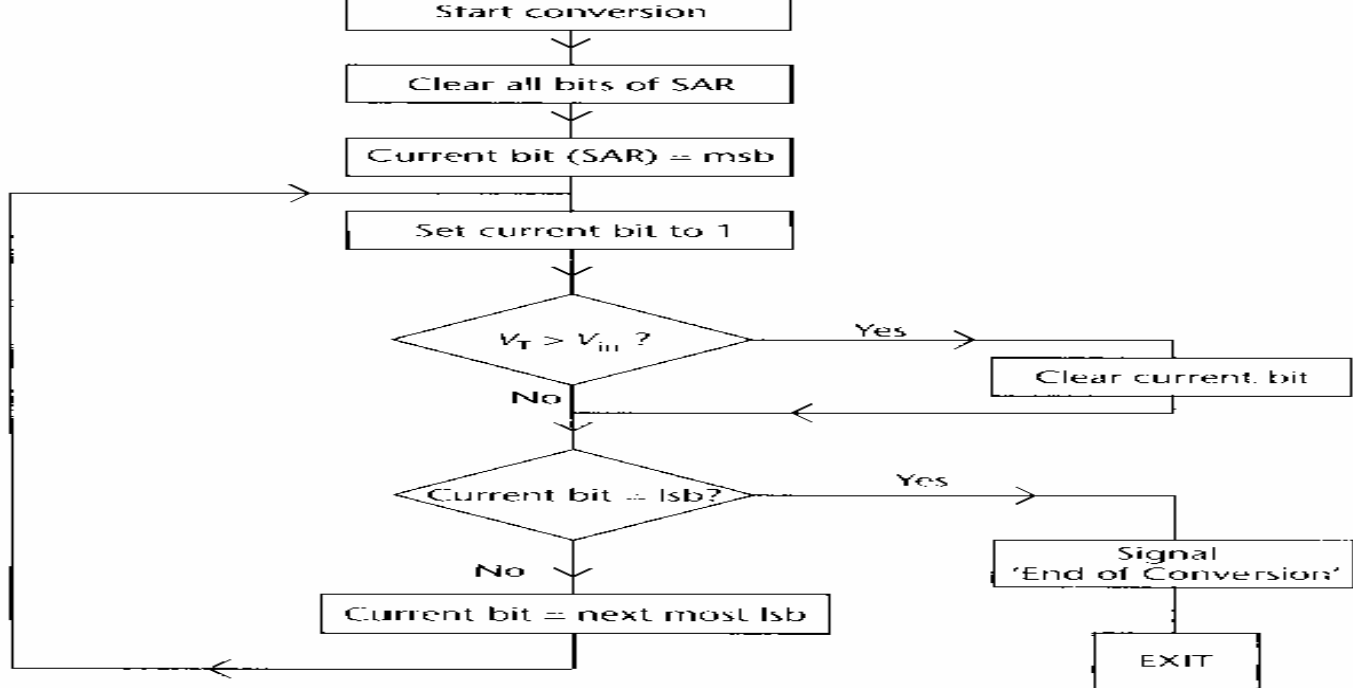 Start conversion
Clear all bits of SAR
Current bit (SAR) = msb
Set current bit to 1
V_T > V_in ?
Yes
Clear current bit
No
Current bit = lsb?
Yes
Signal
'End of Conversion'
No
Current bit = next most lsb
EXIT